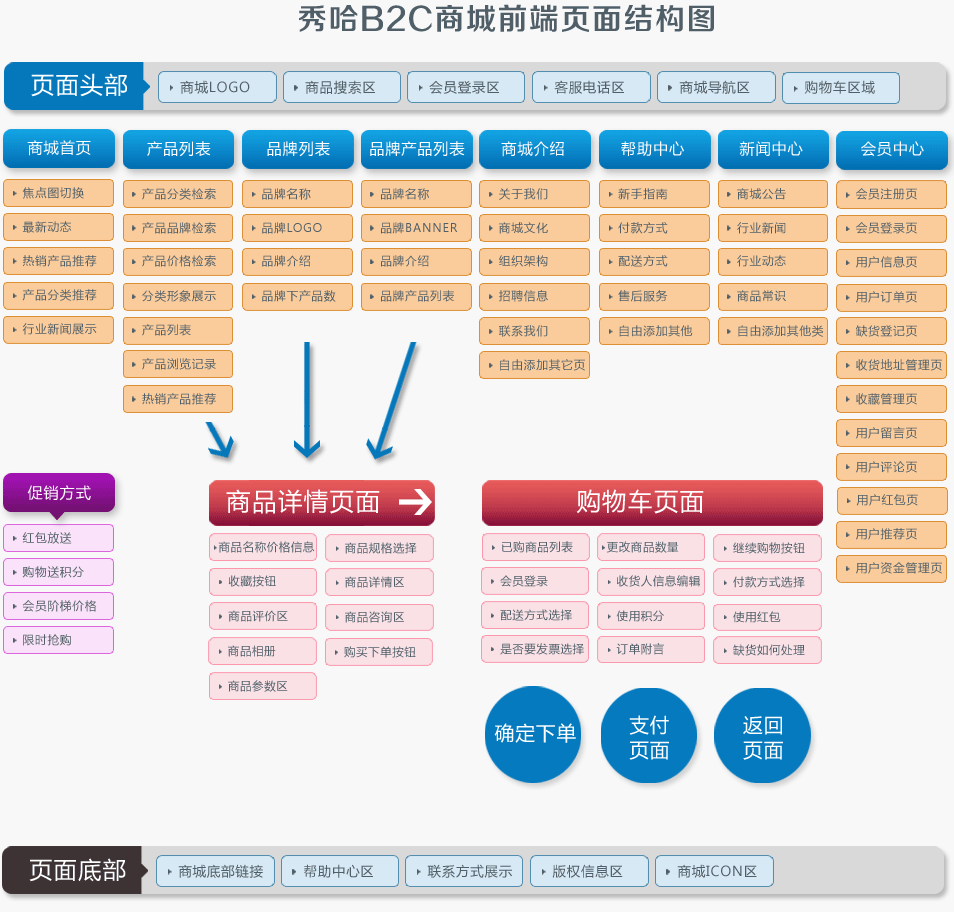 秀哈B2C商城前端页面结构图
页面头部
商城LOGO
商品搜索区
会员登录区
客服电话区
商城导航区
购物车区域
商城首页
焦点图切换
最新动态
热销产品推荐
产品分类推荐
行业新闻展示
产品列表
产品分类检索
产品品牌检索
产品价格检索
分类形象展示
产品列表
产品浏览记录
热销产品推荐
品牌列表
品牌名称
品牌LOGO
品牌介绍
品牌下产品数
品牌产品列表
品牌名称
品牌BANNER
品牌介绍
品牌产品列表
商城介绍
关于我们
商城文化
组织架构
招聘信息
联系我们
自由添加其它页
帮助中心
新手指南
付款方式
配送方式
售后服务
自由添加其他
新闻中心
商城公告
行业新闻
行业动态
商品常识
自由添加其他类
会员中心
会员注册页
会员登录页
用户信息页
用户订单页
缺货登记页
收货地址管理页
收藏管理页
用户留言页
用户评论页
用户红包页
用户推荐页
用户资金管理页
促销方式
红包放送
购物送积分
会员阶梯价格
限时抢购
商品详情页面
商品名称价格信息
商品规格选择
收藏按钮
商品详情区
商品评价区
商品咨询区
商品相册
购买下单按钮
商品参数区
购物车页面
已购商品列表
更改商品数量
继续购物按钮
会员登录
收货人信息编辑
付款方式选择
配送方式选择
使用积分
使用红包
是否要发票选择
订单附言
缺货如何处理
确定下单
支付
页面
返回
页面
页面底部
商城底部链接
帮助中心区
联系方式展示
版权信息区
商城ICON区